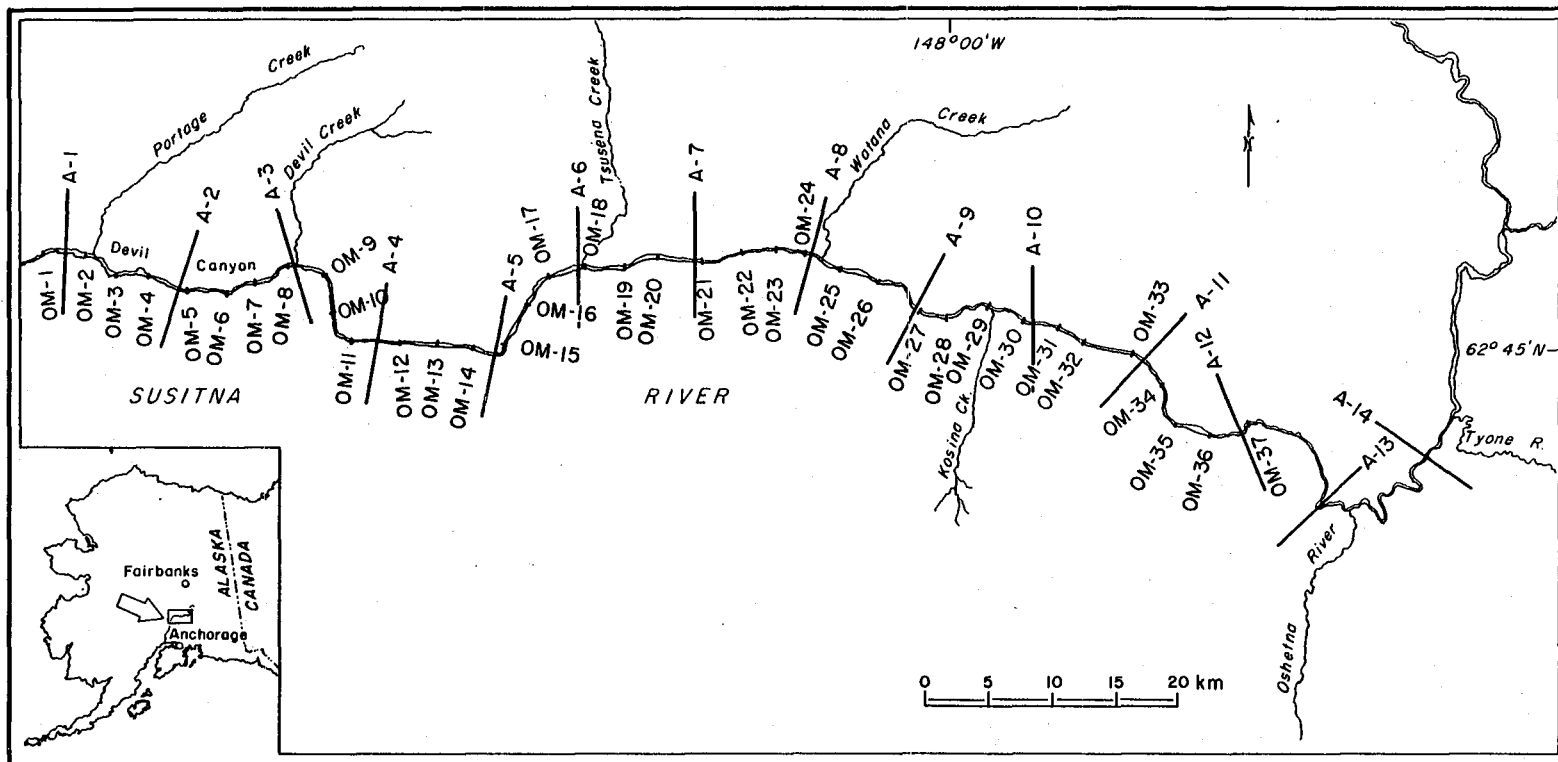 148°00'W
Portage Creek
Devil Creek
Tsusena Creek
Watana Creek
A-1
A-2
A-3
A-4
A-5
A-6
A-7
A-8
A-9
A-10
A-11
A-12
A-13
A-14
N
Devil Canyon
OM-1
OM-2
OM-3
OM-4
OM-5
OM-6
OM-7
OM-8
OM-9
OM-10
OM-11
OM-12
OM-13
OM-14
OM-15
OM-16
OM-17
OM-18
OM-19
OM-20
OM-21
OM-22
OM-23
OM-24
OM-25
OM-26
OM-27
OM-28
OM-29
OM-30
OM-31
OM-32
OM-33
OM-34
OM-35
OM-36
OM-37
62°45'N
SUSITNA RIVER
Kosina Ck.
Tyone R.
Oshetna River
ALASKA
CANADA
Fairbanks
Anchorage
0 5 10 15 20 km